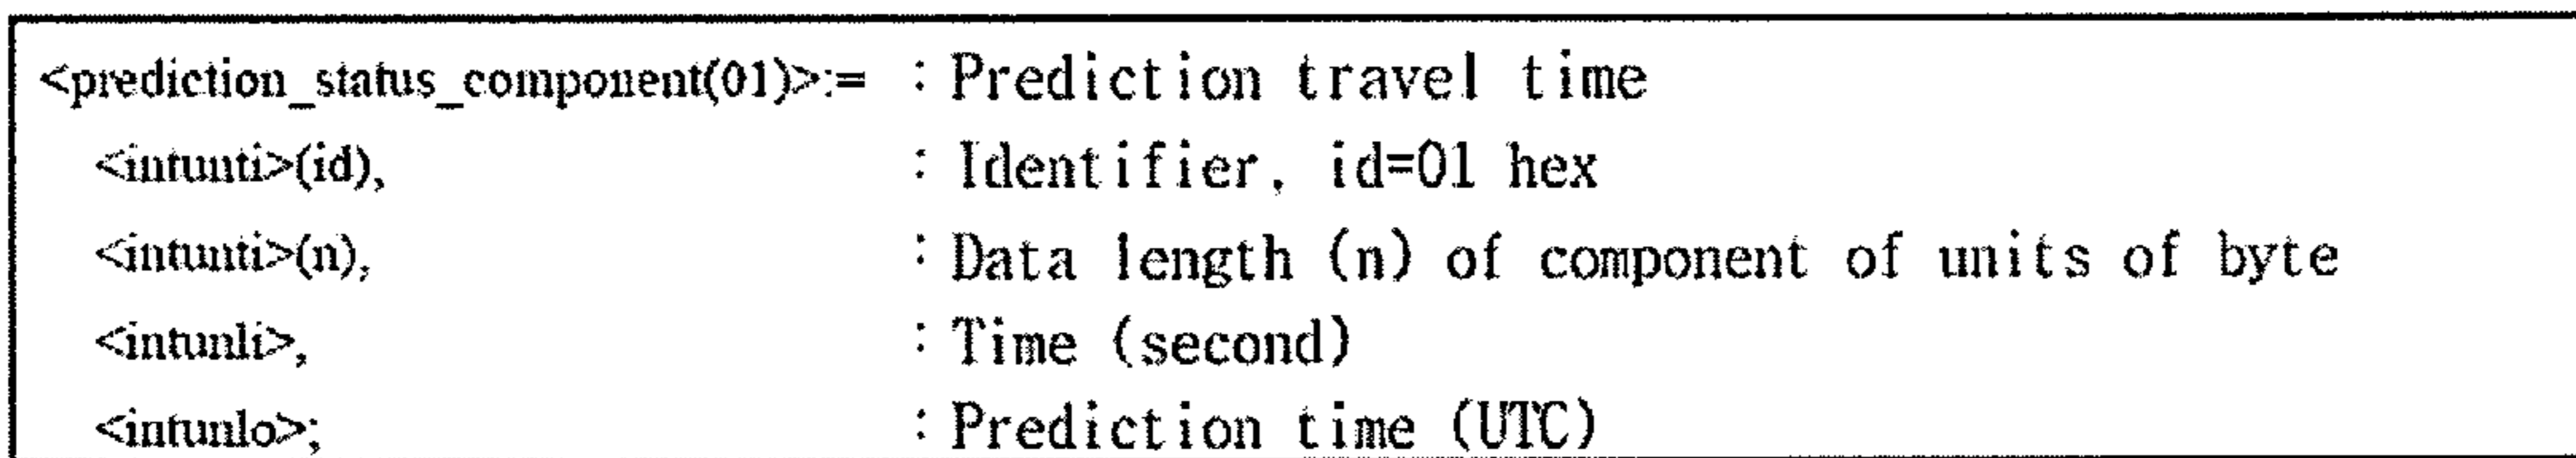 <prediction_status_component(01)>:= : Prediction travel time
<intunti>(id), : Identifier, id=01 hex
<intunti>(n), : Data length (n) of component of units of byte
<intunli>, : Time (second)
<intunlo>; : Prediction time (UTC)